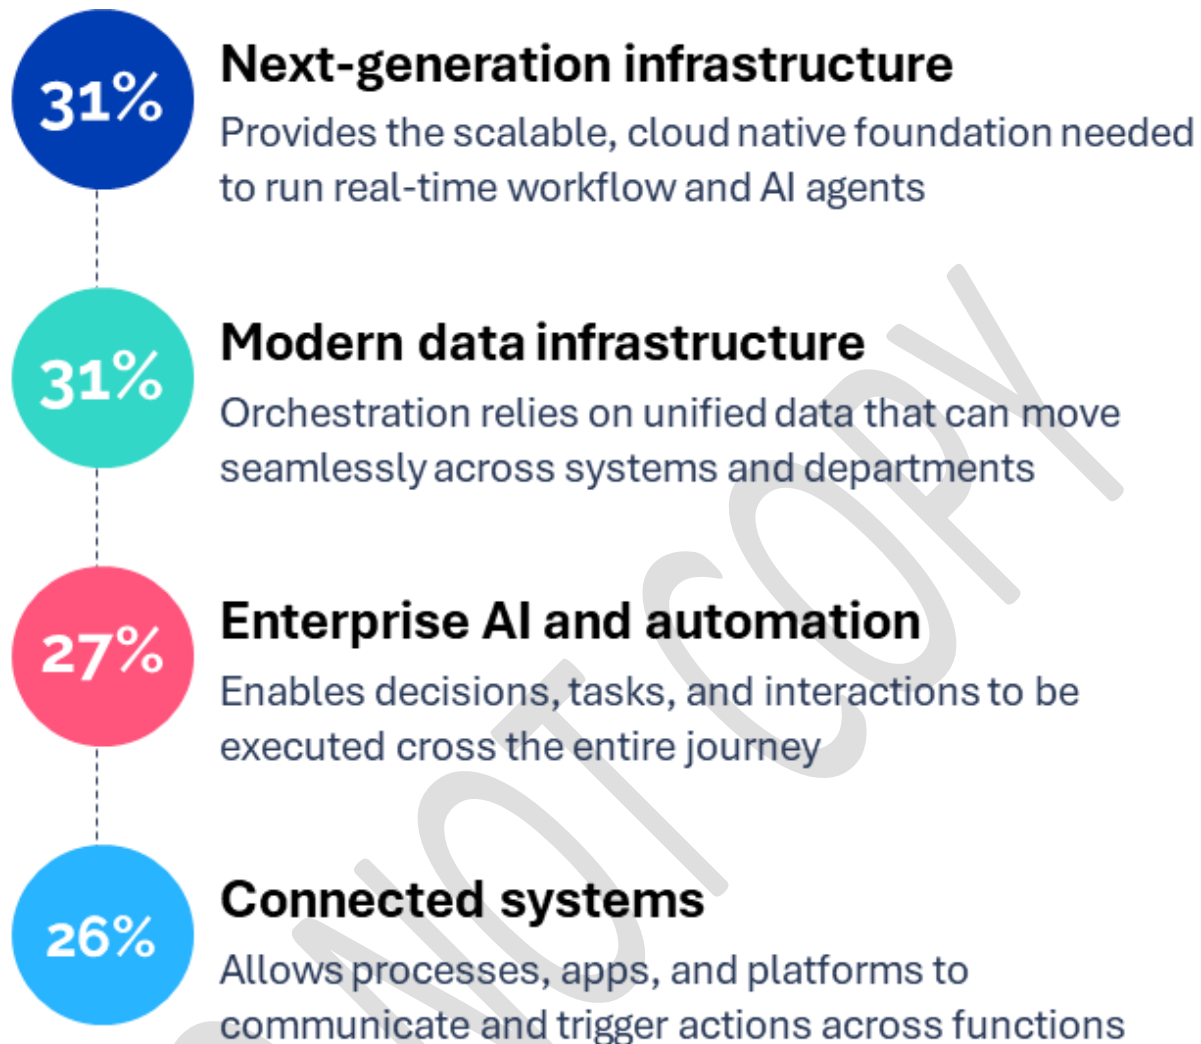 31%
Next-generation infrastructure
Provides the scalable, cloud native foundation needed
to run real-time workflow and AI agents
31%
Modern data infrastructure
Orchestration relies on unified data that can move
seamlessly across systems and departments
27%
Enterprise AI and automation
Enables decisions, tasks, and interactions to be
executed cross the entire journey
26%
Connected systems
Allows processes, apps, and platforms to
communicate and trigger actions across functions
NOT COPY